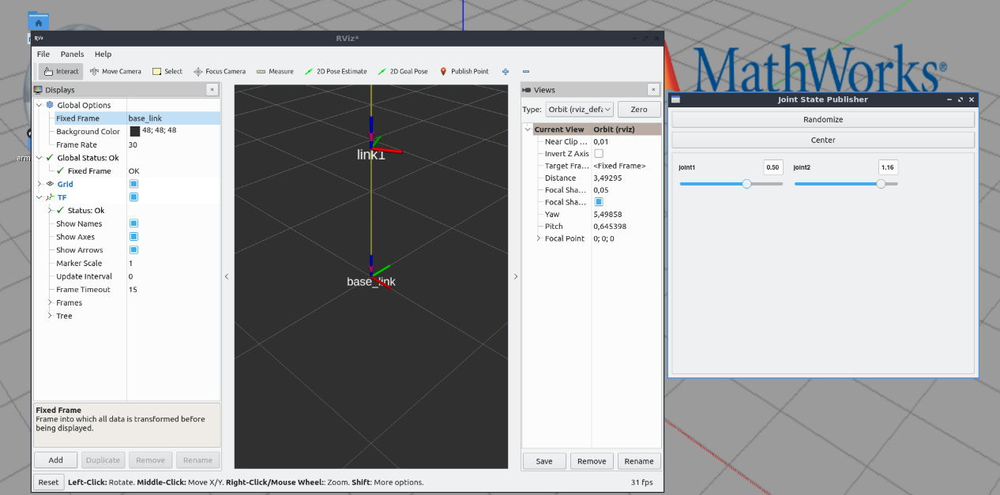 RViz
RViz*
File Panels Help
Interact Move Camera Select Focus Camera Measure 2D Pose Estimate 2D Goal Pose Publish Point
Displays
Global Options
Fixed Frame base_link
Background Color 48; 48; 48
Frame Rate 30
Global Status: Ok
Fixed Frame OK
Grid
TF
Status: Ok
Show Names
Show Axes
Show Arrows
Marker Scale 1
Update Interval 0
Frame Timeout 15
Frames
Tree
Fixed Frame
Frame into which all data is transformed before
being displayed.
Add Duplicate Remove Rename
link1
base_link
Views
Type: Orbit (rviz_defa Zero
Current View Orbit (rviz)
Near Clip ... 0,01
Invert Z Axis
Target Fra... <Fixed Frame>
Distance 3,49295
Focal Sha... 0,05
Focal Sha...
Yaw 5,49858
Pitch 0,645398
Focal Point 0; 0; 0
Save Remove Rename
Reset Left-Click: Rotate. Middle-Click: Move X/Y. Right-Click/Mouse Wheel:: Zoom. Shift: More options. 31 fps
MathWorks®
Joint State Publisher
Randomize
Center
joint1 0.50 joint2 1.16
arm